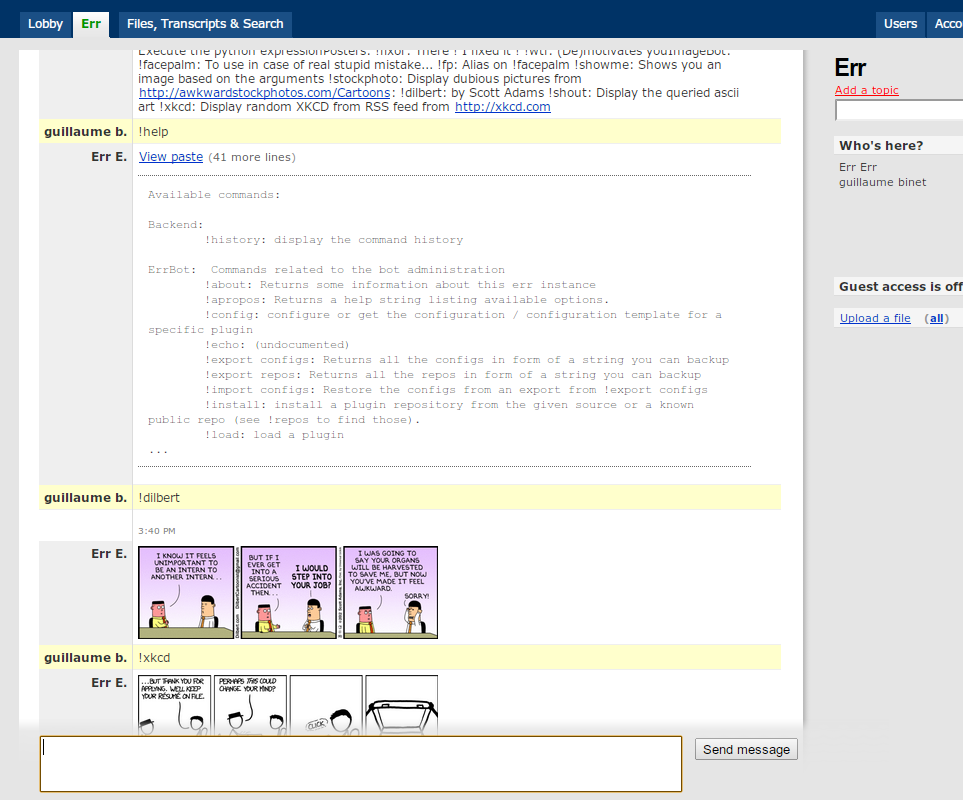 Lobby
Err
Files, Transcripts & Search
Users
Acco
Execute the python expressionPosters: !fixor: There ! I fixed it ! !wtf: (De)motivates youImageBot:
!facepalm: To use in case of real stupid mistake... !fp: Alias on !facepalm !showme: Shows you an
image based on the arguments !stockphoto: Display dubious pictures from
http://awkwardstockphotos.com/Cartoons: !dilbert: by Scott Adams !shout: Display the queried ascii
art !xkcd: Display random XKCD from RSS feed from http://xkcd.com
guillaume b. !help
Err E. View paste (41 more lines)
Available commands:
Backend:
!history: display the command history
ErrBot: Commands related to the bot administration
!about: Returns some information about this err instance
!apropos: Returns a help string listing available options.
!config: configure or get the configuration / configuration template for a
specific plugin
!echo: (undocumented)
!export configs: Returns all the configs in form of a string you can backup
!export repos: Returns all the repos in form of a string you can backup
!import configs: Restore the configs from an export from !export configs
!install: install a plugin repository from the given source or a known
public repo (see !repos to find those).
!load: load a plugin
...
guillaume b. !dilbert
3:40 PM
Err E.
I KNOW IT FEELS
UNIMPORTANT TO
BE AN INTERN TO
ANOTHER INTERN...
BUT IF I
EVER GET
INTO A
SERIOUS
ACCIDENT
THEN...
I WOULD
STEP INTO
YOUR JOB?
I WAS GOING TO
SAY YOUR ORGANS
WILL BE HARVESTED
TO SAVE ME, BUT NOW
YOU'VE MADE IT FEEL
AWKWARD.
SORRY!
guillaume b. !xkcd
Err E.
...BUT THANK YOU FOR
APPLYING. WE'LL KEEP
YOUR RÉSUMÉ ON FILE.
PERHAPS THIS COULD
CHANGE YOUR MIND?
CLICK
Send message
Err
Add a topic
Who's here?
Err Err
guillaume binet
Guest access is off
Upload a file (all)